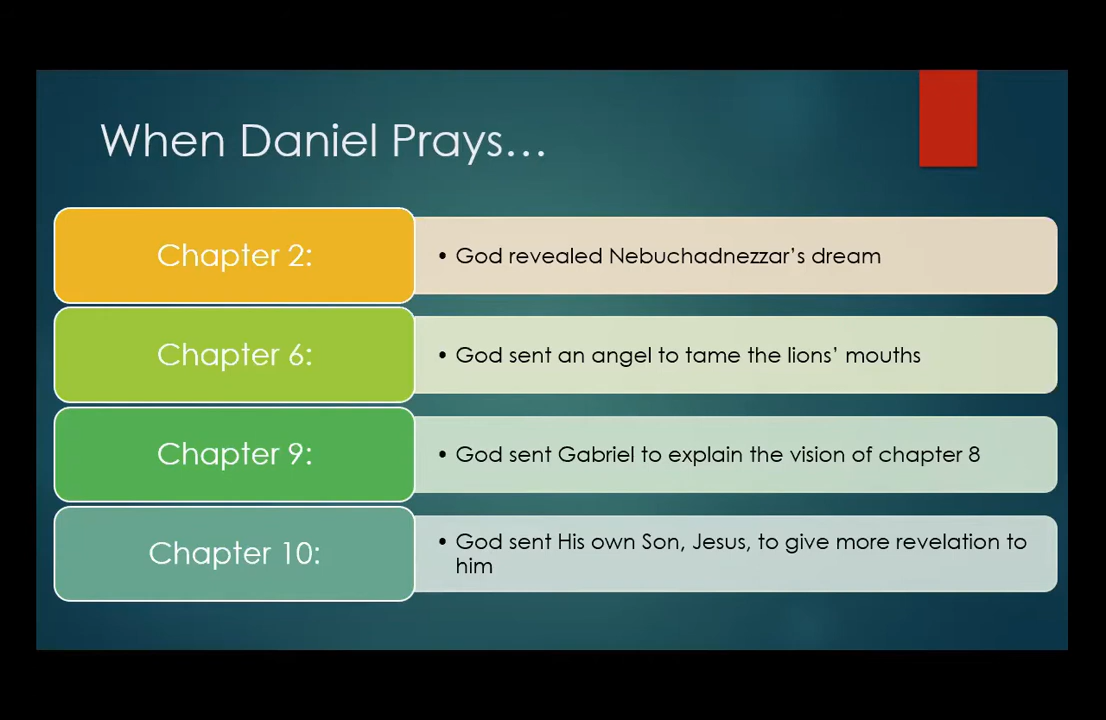 When Daniel Prays…
Chapter 2:
• God revealed Nebuchadnezzar’s dream
Chapter 6:
• God sent an angel to tame the lions’ mouths
Chapter 9:
• God sent Gabriel to explain the vision of chapter 8
Chapter 10:
• God sent His own Son, Jesus, to give more revelation to
him